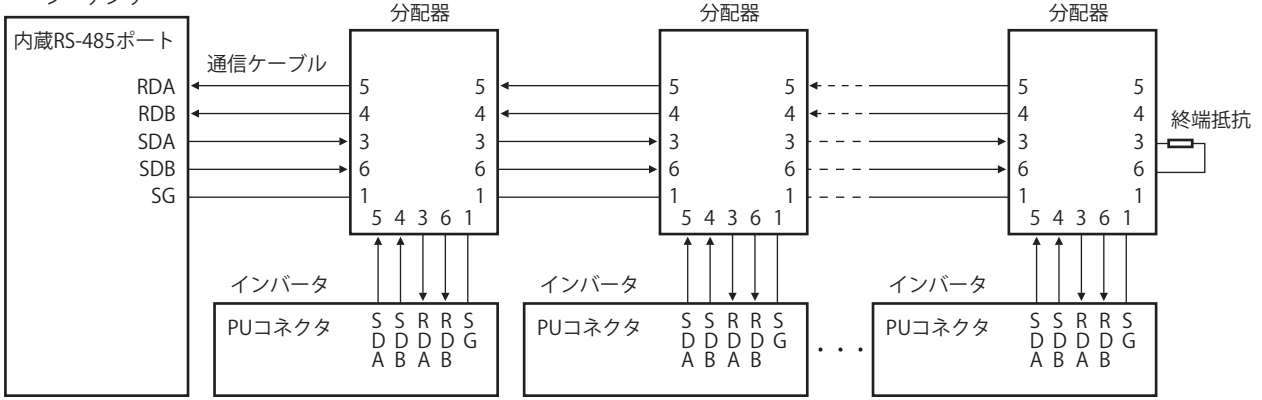 分配器 分配器 分配器
内蔵RS-485ポート
通信ケーブル
RDA 5 5 5 5 5 5
RDB 4 4 4 4 4 4
終端抵抗
SDA 3 3 3 3 3 3
SDB 6 6 6 6 6 6
SG 1 1 1 1 1 1
5 4 3 6 1 5 4 3 6 1 5 4 3 6 1
インバータ インバータ インバータ
PUコネクタ SDA SDB RDA RDB SG PUコネクタ SDA SDB RDA RDB SG ・・・ PUコネクタ SDA SDB RDA RDB SG